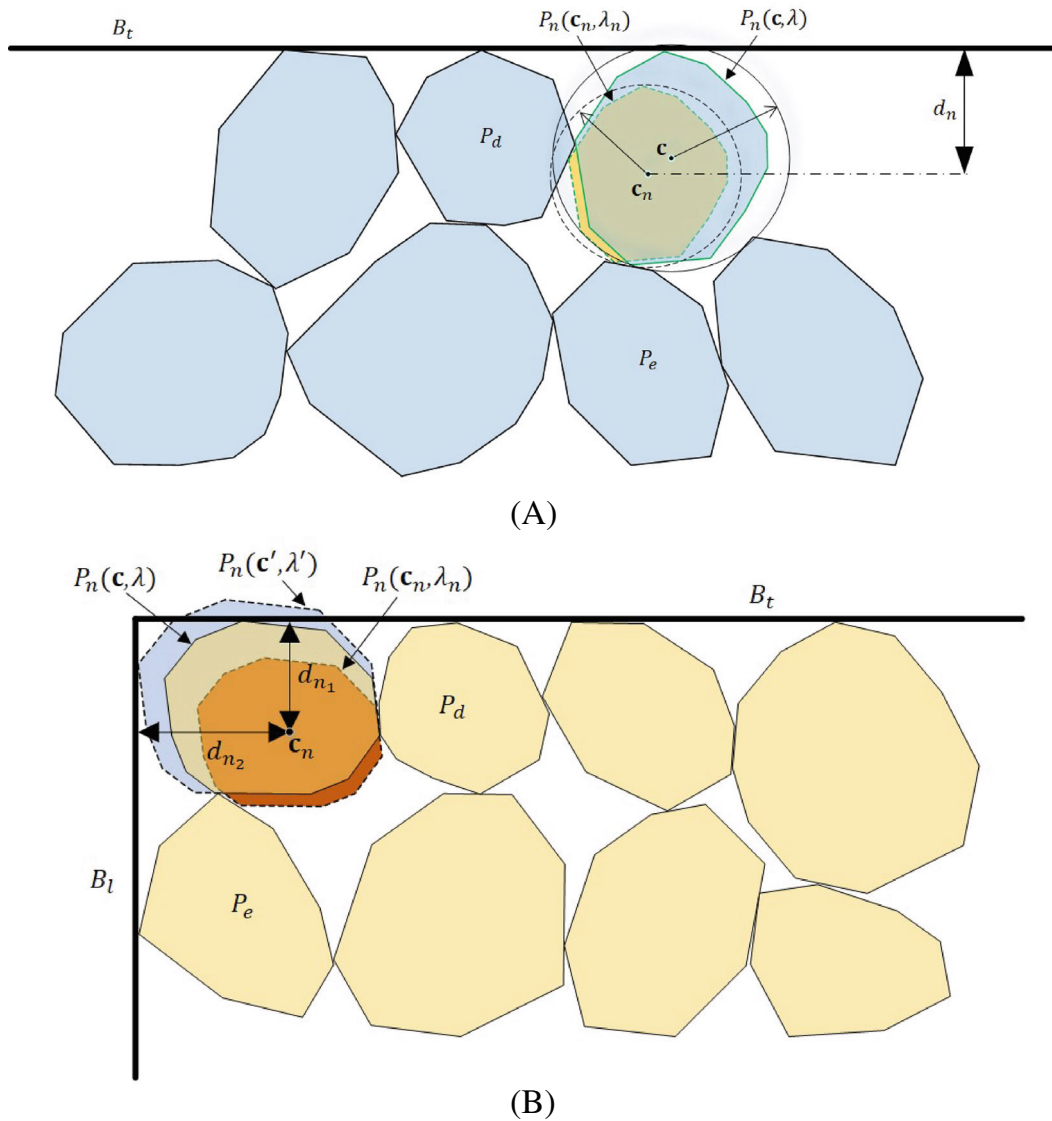 B_t
P_n(c_n, λ_n)
P_n(c, λ)
d_n
P_d
c
c_n
P_e
(A)
P_n(c, λ)
P_n(c′, λ′)
P_n(c_n, λ_n)
B_t
d_{n_1}
P_d
c_n
d_{n_2}
B_l
P_e
(B)